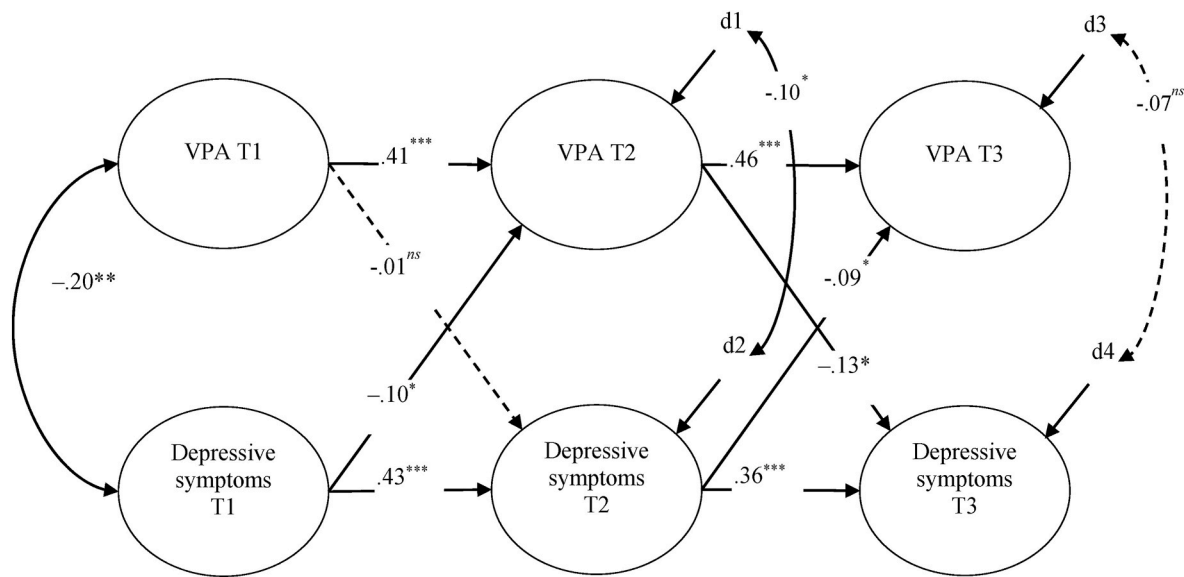 d1
d3
-.10*
-.07ns
VPA T1
.41***
VPA T2
.46***
VPA T3
–.20**
-.01ns
-.09*
d2
d4
–.10*
–.13*
Depressive
symptoms
T1
.43***
Depressive
symptoms
T2
.36***
Depressive
symptoms
T3